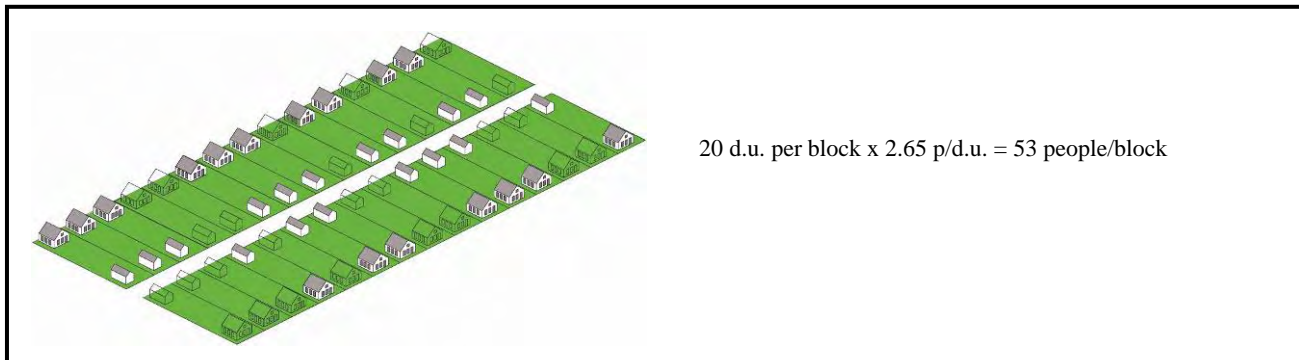 20 d.u. per block x 2.65 p/d.u. = 53 people/block